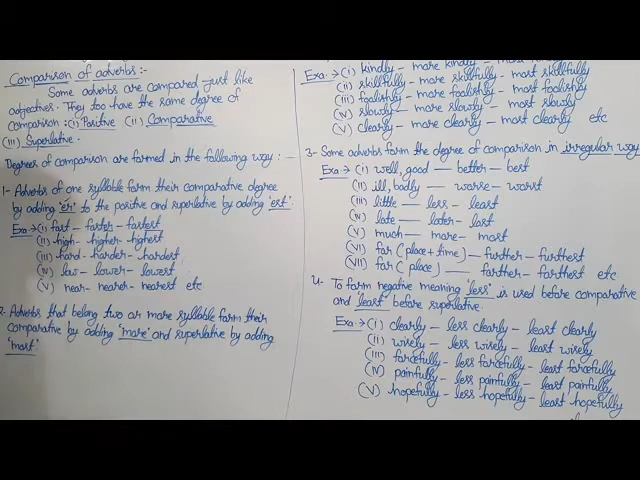 Comparison of adverbs :-
Some adverbs are compared just like
adjectives. They too have the same degree of
comparison : (i) Positive (ii) Comparative
(III) Superlative.
Degrees of comparison are formed in the following way : -
1- Adverbs of one syllable form their comparative degree
by adding 'er' to the positive and superlative by adding 'est'.
Exa → (i) fast - faster - fastest
(ii) high - higher - highest
(iii) hard - harder - hardest
(iv) low - lower - lowest
(v) near - nearer - nearest etc
2- Adverbs that belong two or more syllable form their
comparative by adding 'more' and superlative by adding
'most'
Exa → (i) kindly - more kindly -
(ii) skillfully - more skillfully - most skillfully
(iii) foolishly - more foolishly - most foolishly
(iv) slowly - more slowly - most slowly
(v) clearly - more clearly - most clearly etc
3- Some adverbs form the degree of comparison in irregular way
Exa → (i) well, good — better — best
(ii) ill, badly — worse — worst
(iii) little — less — least
(iv) late — later — last
(v) much — more — most
(VI) far (place + time) — further — furthest
(VII) far (place) — farther — farthest etc
4- To form negative meaning 'less' is used before comparative
and 'least' before superlative.
Exa → (i) clearly - less clearly - least clearly
(ii) wisely - less wisely - least wisely
(iii) forcefully - less forcefully - least forcefully
(iv) painfully - less painfully - least painfully
(v) hopefully - less hopefully - least hopefully